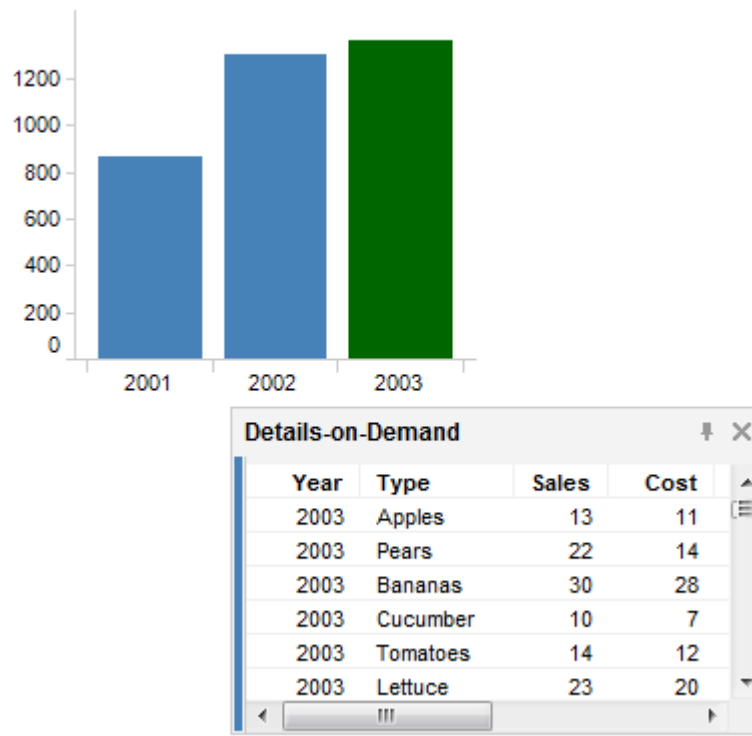 1200
1000
800
600
400
200
0
2001 2002 2003
Details-on-Demand
Year Type Sales Cost
2003 Apples 13 11
2003 Pears 22 14
2003 Bananas 30 28
2003 Cucumber 10 7
2003 Tomatoes 14 12
2003 Lettuce 23 20